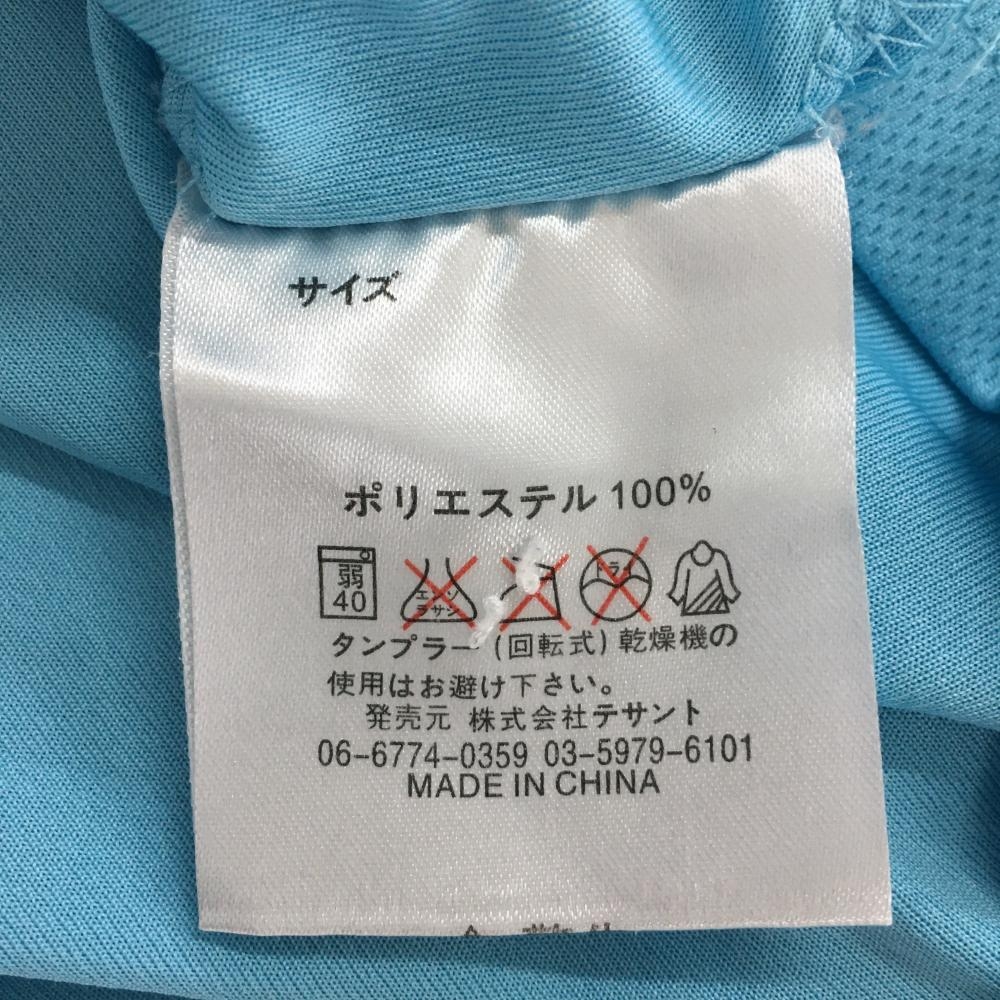 サイズ
ポリエステル 100%
弱
40
エンソ
ラサシ
ドライ
タンプラー (回転式) 乾燥機の
使用はお避け下さい。
発売元 株式会社テサント
06-6774-0359 03-5979-6101
MADE IN CHINA